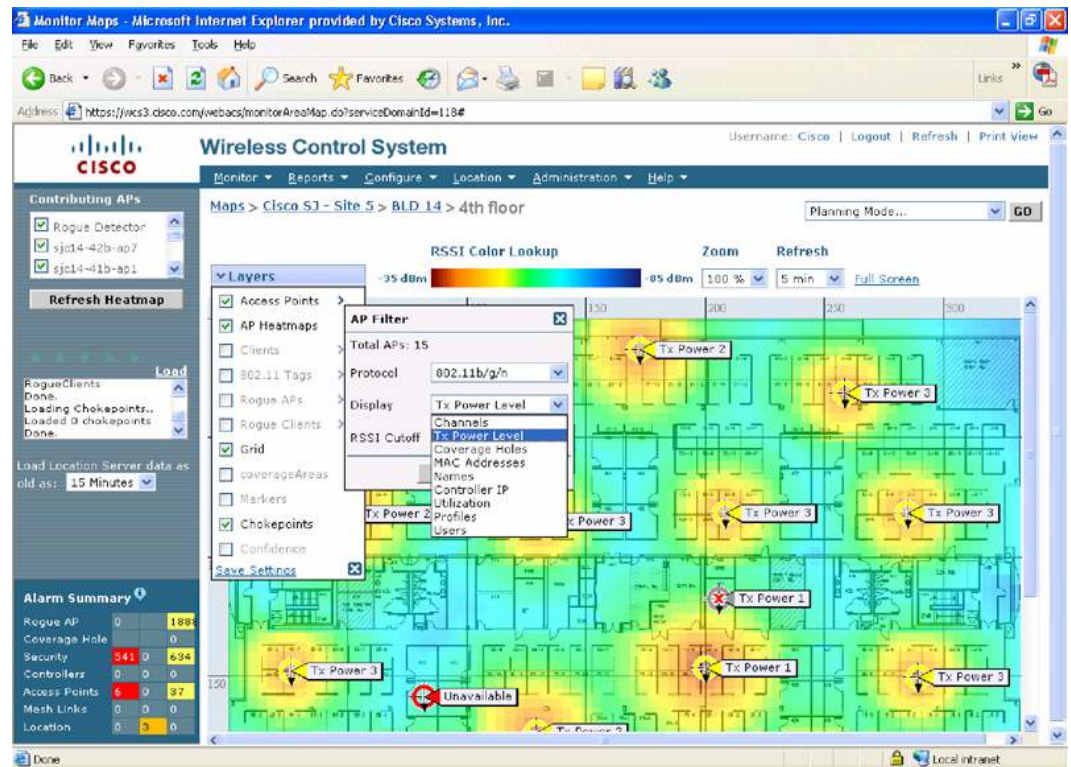 Monitor Maps - Microsoft Internet Explorer provided by Cisco Systems, Inc.
File Edit View Favorites Tools Help
Back Search Favorites Links
Address https://wcs3.cisco.com/webacs/monitorAreaMap.do?serviceDomainId=118# Go
CISCO
Wireless Control System
Username: Cisco | Logout | Refresh | Print View
Monitor Reports Configure Location Administration Help
Contributing APs
Rogue Detector
sjc14-42b-ap7
sjc14-41b-ap1
Refresh Heatmap
Load
RogueClients
Done.
Loading Chokepoints..
Loaded 0 chokepoints
Done.
Load Location Server data as
old as: 15 Minutes
Alarm Summary
Rogue AP 0
Coverage Hole 0
Security 541 0 634
Controllers 0 0 0
Access Points 6 0 37
Mesh Links 0 0 0
Location 0 3 0
Maps > Cisco SJ - Site 5 > BLD 14 > 4th floor
Planning Mode... GO
RSSI Color Lookup
-35 dBm -85 dBm
Zoom
100 %
Refresh
5 min
Full Screen
Layers
Access Points
AP Heatmaps
Clients
802.11 Tags
Rogue APs
Rogue Clients
Grid
coverageAreas
Markers
Chokepoints
Confidence
Save Settings
AP Filter
Total APs: 15
Protocol 802.11b/g/n
Display Tx Power Level
RSSI Cutoff
Channels
Tx Power Level
Coverage Holes
MAC Addresses
Names
Controller IP
Utilization
Profiles
Users
150 200 250 300
Tx Power 2
Tx Power 3
Tx Power 2
Power 3
Tx Power 3
Tx Power 3
Tx Power 1
Tx Power 3
Tx Power 1
Tx Power 3
150
Unavailable
Done
Local intranet